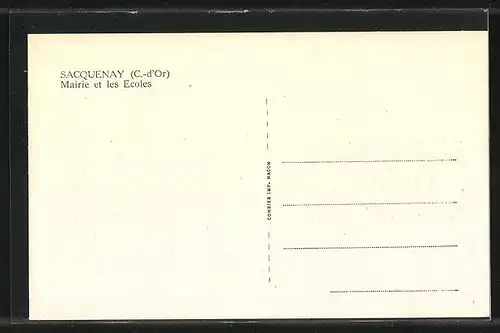 SACQUENAY (C.-d'Or)
Mairie et les Ecoles
COMBIER IMP. MACON